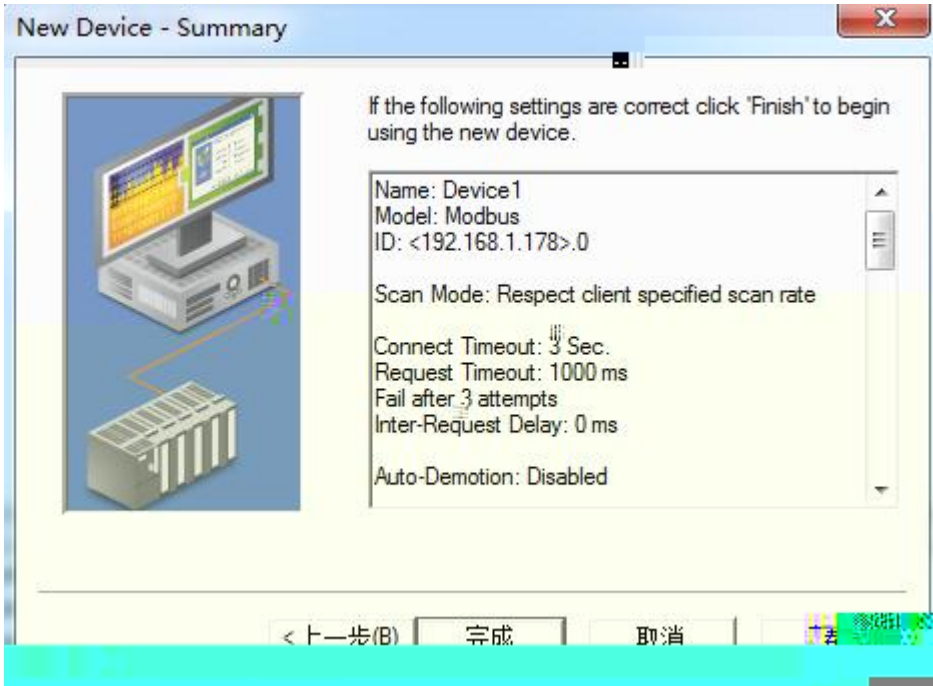 New Device - Summary
If the following settings are correct click "Finish" to begin
using the new device.
Name: Device1
Model: Modbus
ID: <192.168.1.178>.0
Scan Mode: Respect client specified scan rate
Connect Timeout: 3 Sec.
Request Timeout: 1000 ms
Fail after 3 attempts
Inter-Request Delay: 0 ms
Auto-Demotion: Disabled
< 上一步(B) 完成 取消